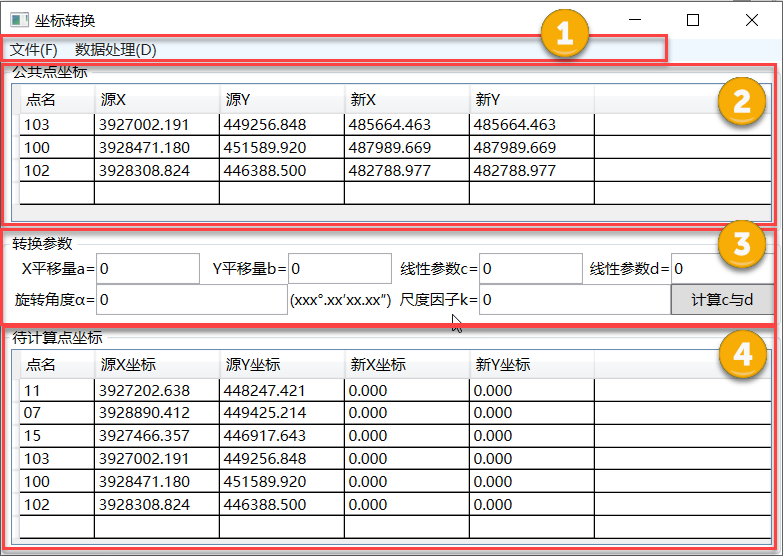 坐标转换
文件(F) 数据处理(D)
1
公共点坐标
2
点名 源X 源Y 新X 新Y
103 3927002.191 449256.848 485664.463 485664.463
100 3928471.180 451589.920 487989.669 487989.669
102 3928308.824 446388.500 482788.977 482788.977
转换参数
3
X平移量a= 0 Y平移量b= 0 线性参数c= 0 线性参数d= 0
旋转角度α= 0 (xxx°.xx′xx.xx″) 尺度因子k= 0 计算c与d
待计算点坐标
4
点名 源X坐标 源Y坐标 新X坐标 新Y坐标
11 3927202.638 448247.421 0.000 0.000
07 3928890.412 449425.214 0.000 0.000
15 3927466.357 446917.643 0.000 0.000
103 3927002.191 449256.848 0.000 0.000
100 3928471.180 451589.920 0.000 0.000
102 3928308.824 446388.500 0.000 0.000